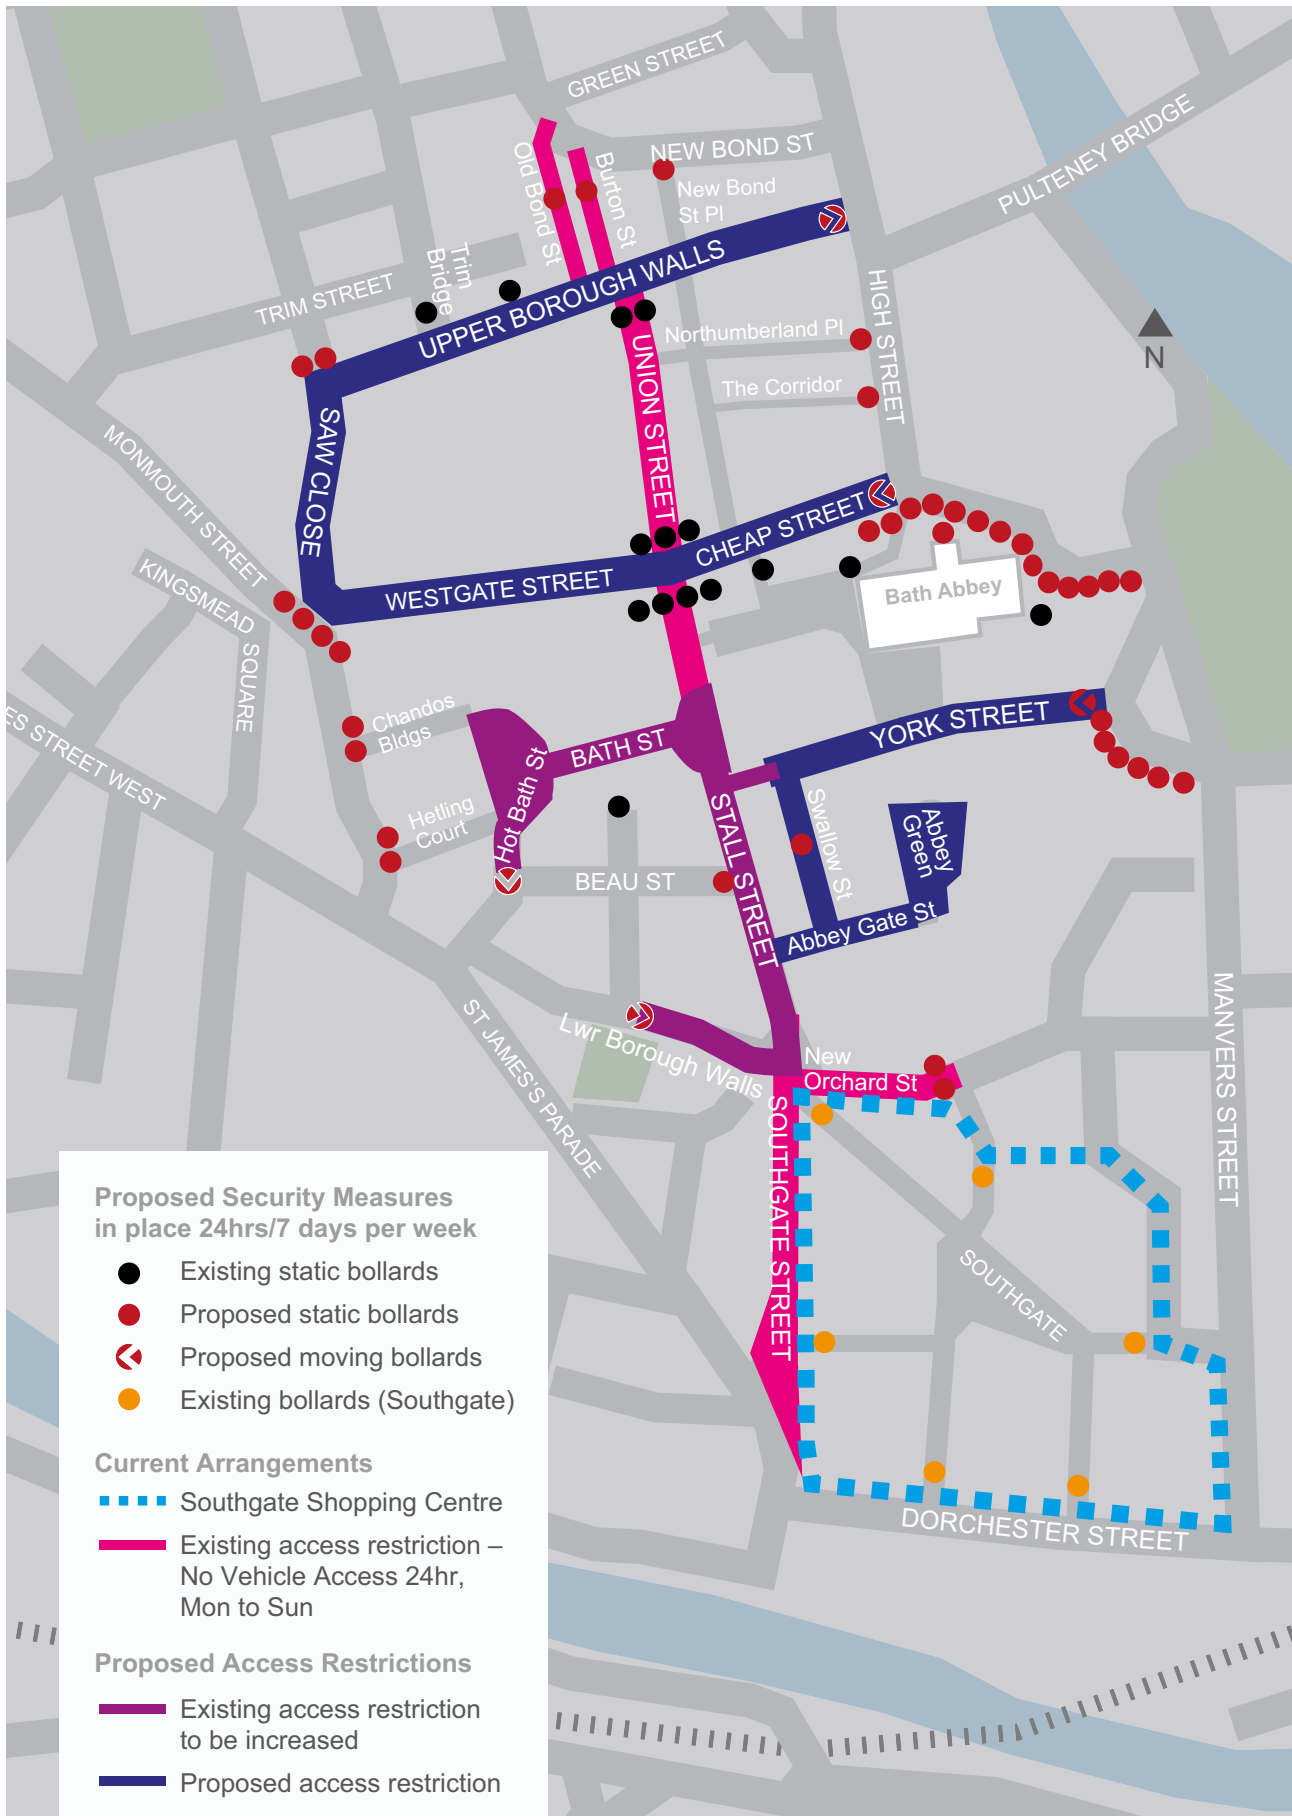 GREEN STREET
NEW BOND ST
PULTENEY BRIDGE
Old Bond St
Burton St
New Bond
St Pl
Trim
Bridge
TRIM STREET
UPPER BOROUGH WALLS
HIGH STREET
Northumberland Pl
N
UNION STREET
The Corridor
SAW CLOSE
MONMOUTH STREET
CHEAP STREET
KINGSMEAD
SQUARE
WESTGATE STREET
Bath Abbey
ES STREET WEST
Chandos
Bldgs
BATH ST
YORK STREET
Hot Bath St
Hetling
Court
STALL STREET
Swallow St
Abbey
Green
BEAU ST
Abbey Gate St
MANVERS STREET
ST JAMES'S PARADE
Lwr Borough Walls
New
Orchard St
SOUTHGATE STREET
SOUTHGATE
DORCHESTER STREET
Proposed Security Measures
in place 24hrs/7 days per week
Existing static bollards
Proposed static bollards
Proposed moving bollards
Existing bollards (Southgate)
Current Arrangements
Southgate Shopping Centre
Existing access restriction –
No Vehicle Access 24hr,
Mon to Sun
Proposed Access Restrictions
Existing access restriction
to be increased
Proposed access restriction